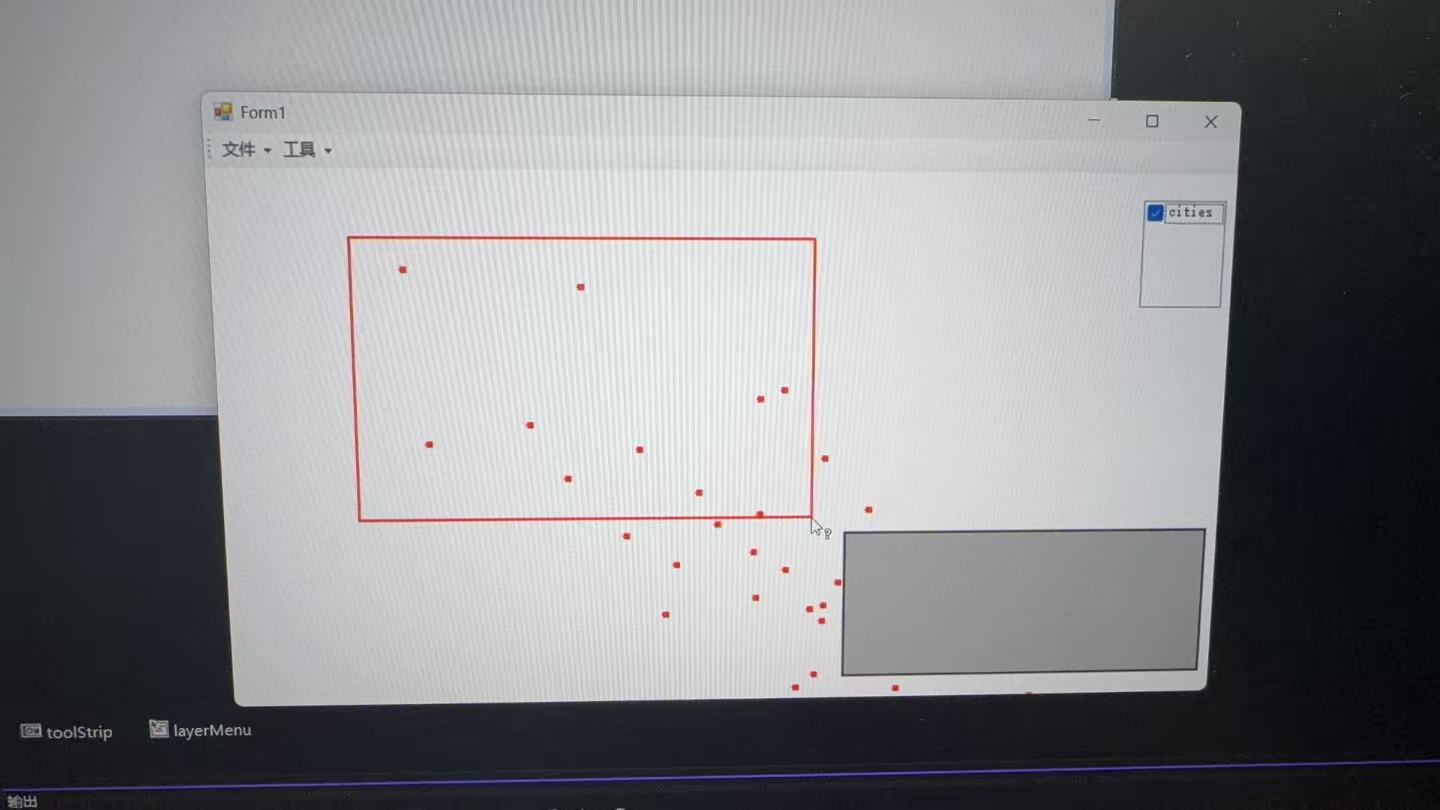 Form1
文件 工具
cities
toolStrip layerMenu
输出